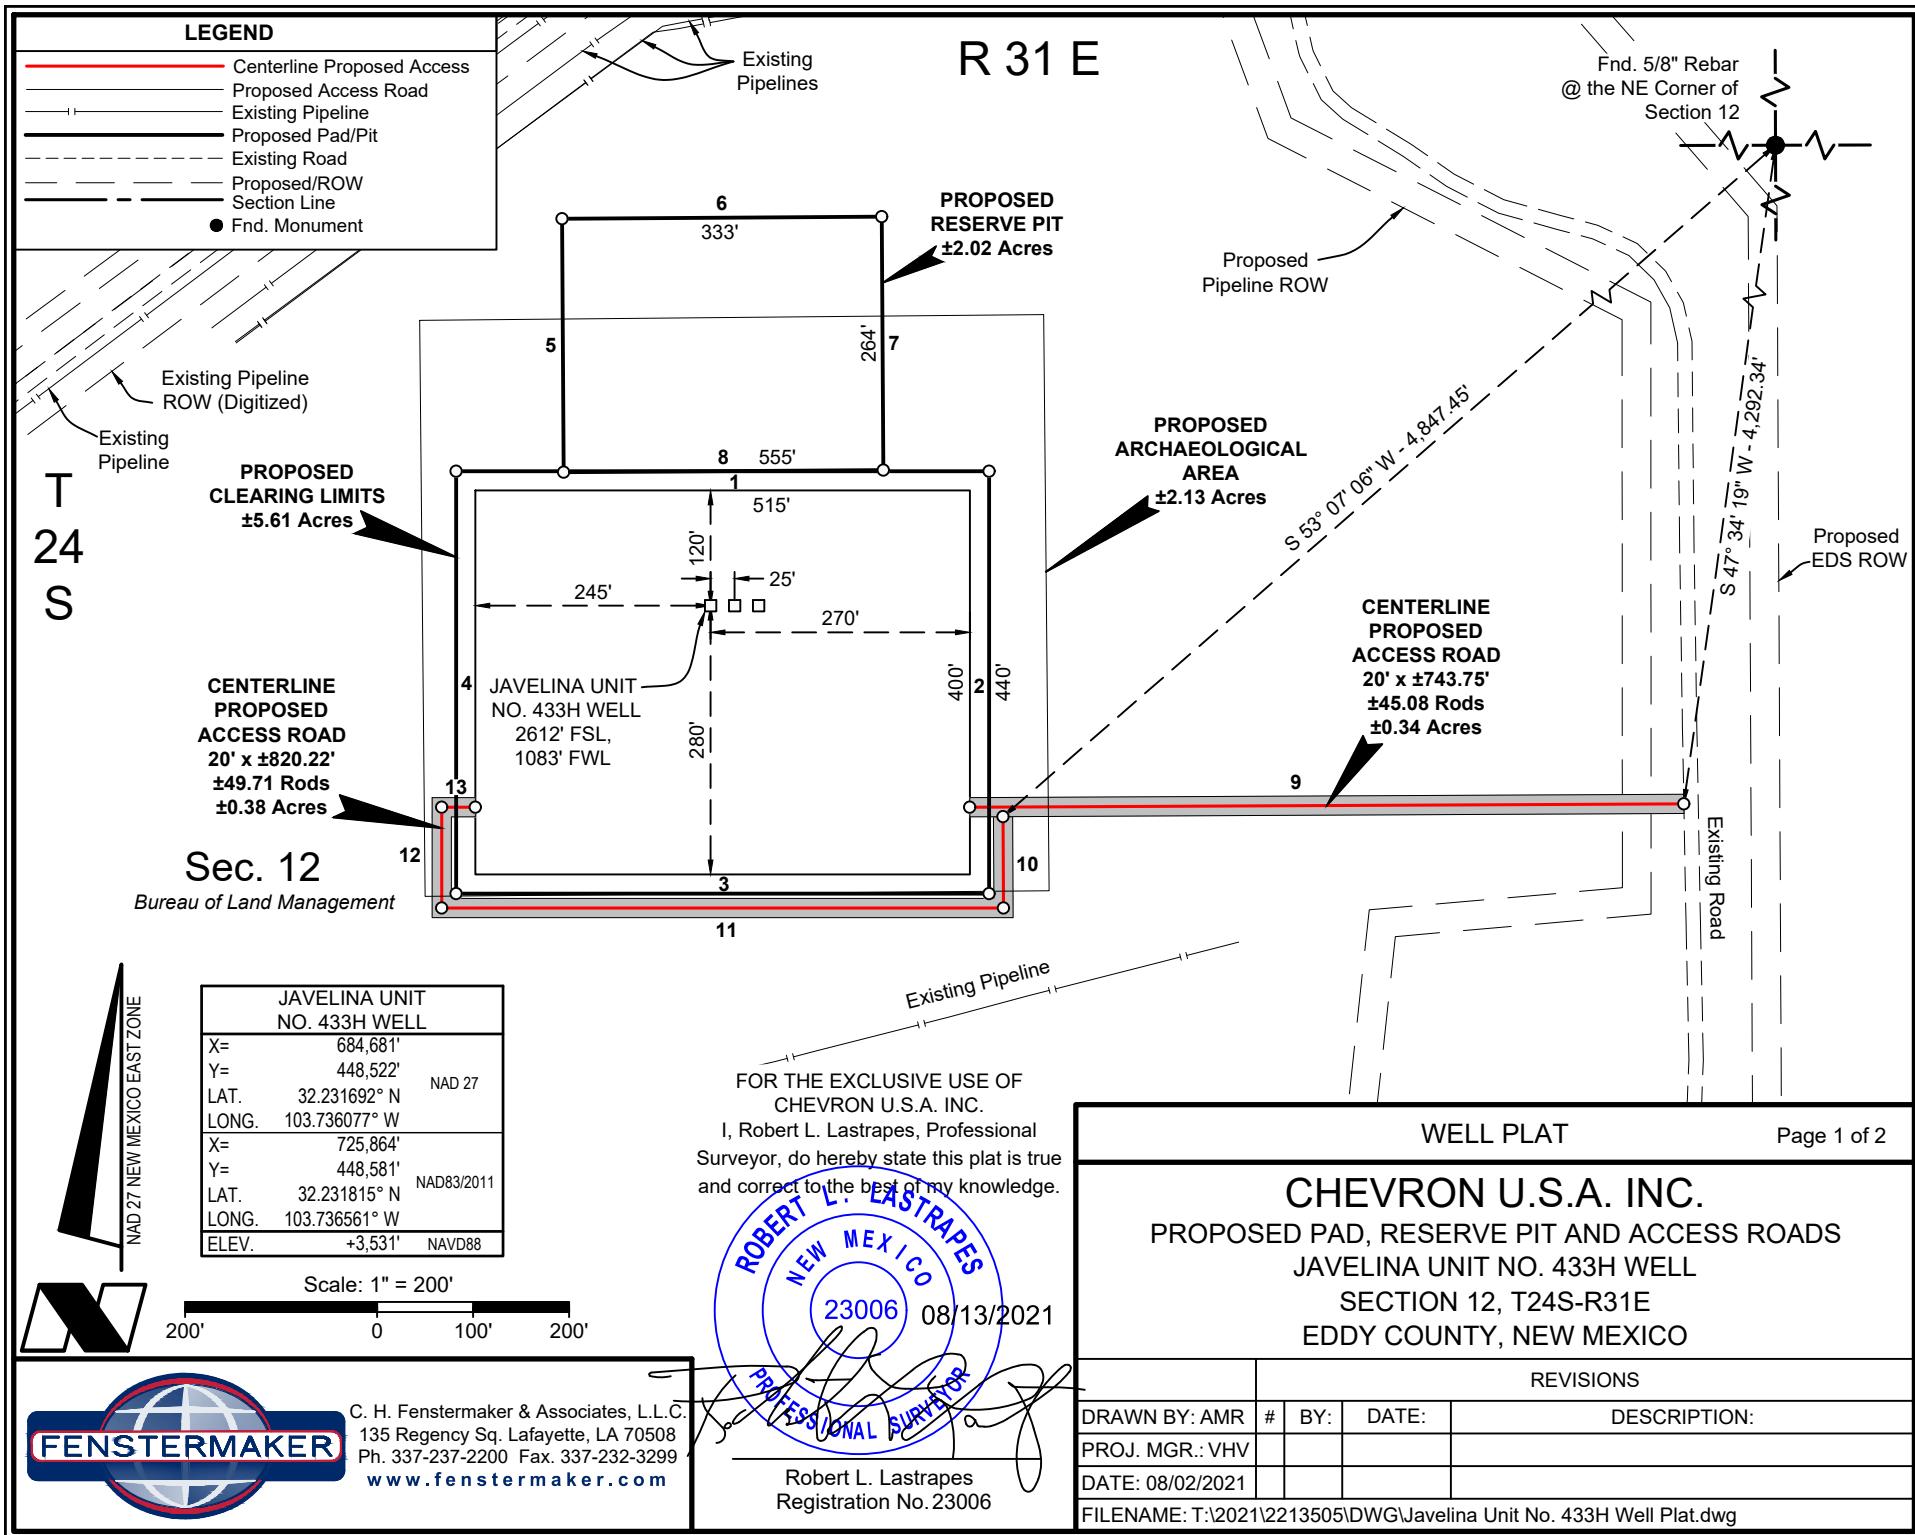 LEGEND
Centerline Proposed Access
Proposed Access Road
Existing Pipeline
Proposed Pad/Pit
Existing Road
Proposed/ROW
Section Line
Fnd. Monument
Existing
Pipelines
R 31 E
Fnd. 5/8" Rebar
@ the NE Corner of
Section 12
6
333'
PROPOSED
RESERVE PIT
±2.02 Acres
Proposed
Pipeline ROW
5
264'
7
Existing Pipeline
ROW (Digitized)
Existing
Pipeline
T
24
S
PROPOSED
CLEARING LIMITS
±5.61 Acres
8
555'
1
515'
PROPOSED
ARCHAEOLOGICAL
AREA
±2.13 Acres
S 53° 07' 06" W - 4,847.45'
S 47° 34' 19" W - 4,292.34'
Proposed
EDS ROW
120'
25'
245'
270'
4
JAVELINA UNIT
NO. 433H WELL
2612' FSL,
1083' FWL
280'
400'
2
440'
CENTERLINE
PROPOSED
ACCESS ROAD
20' x ±743.75'
±45.08 Rods
±0.34 Acres
CENTERLINE
PROPOSED
ACCESS ROAD
20' x ±820.22'
±49.71 Rods
±0.38 Acres
13
9
12
3
10
11
Existing Road
Sec. 12
Bureau of Land Management
Existing Pipeline
NAD 27 NEW MEXICO EAST ZONE
JAVELINA UNIT
NO. 433H WELL
X= 684,681'
Y= 448,522'
NAD 27
LAT. 32.231692° N
LONG. 103.736077° W
X= 725,864'
Y= 448,581'
NAD83/2011
LAT. 32.231815° N
LONG. 103.736561° W
ELEV. +3,531' NAVD88
Scale: 1" = 200'
200' 0 100' 200'
FOR THE EXCLUSIVE USE OF
CHEVRON U.S.A. INC.
I, Robert L. Lastrapes, Professional
Surveyor, do hereby state this plat is true
and correct to the best of my knowledge.
ROBERT L. LASTRAPES
NEW MEXICO
23006
08/13/2021
PROFESSIONAL SURVEYOR
Robert L. Lastrapes
Registration No. 23006
FENSTERMAKER
C. H. Fenstermaker & Associates, L.L.C.
135 Regency Sq. Lafayette, LA 70508
Ph. 337-237-2200 Fax. 337-232-3299
www.fenstermaker.com
WELL PLAT Page 1 of 2
CHEVRON U.S.A. INC.
PROPOSED PAD, RESERVE PIT AND ACCESS ROADS
JAVELINA UNIT NO. 433H WELL
SECTION 12, T24S-R31E
EDDY COUNTY, NEW MEXICO
REVISIONS
DRAWN BY: AMR # BY: DATE: DESCRIPTION:
PROJ. MGR.: VHV
DATE: 08/02/2021
FILENAME: T:\2021\2213505\DWG\Javelina Unit No. 433H Well Plat.dwg